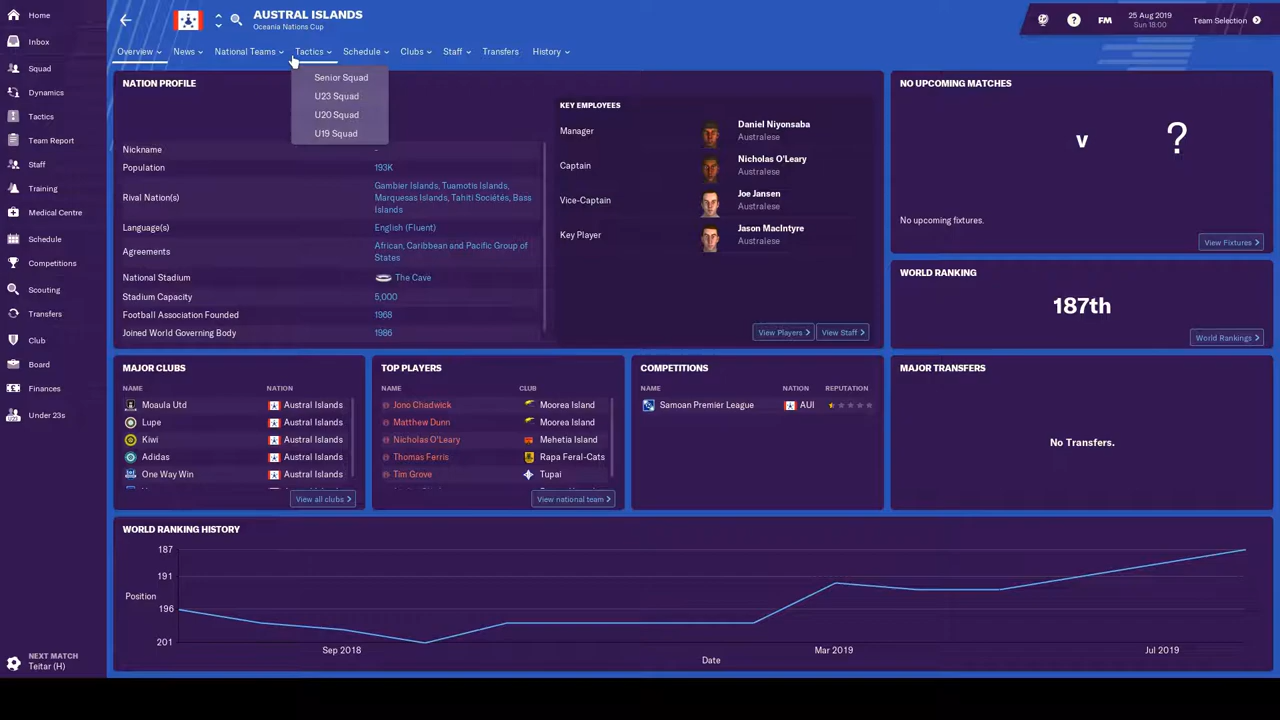 Home
Inbox
Squad
Dynamics
Tactics
Team Report
Staff
Training
Medical Centre
Schedule
Competitions
Scouting
Transfers
Club
Board
Finances
Under 23s
NEXT MATCH
Teitar (H)
AUSTRAL ISLANDS
Oceania Nations Cup
? FM
25 Aug 2019
Sun 18:00
Team Selection
Overview News National Teams Tactics Schedule Clubs Staff Transfers History
Senior Squad
U23 Squad
U20 Squad
U19 Squad
NATION PROFILE
Nickname -
Population 193K
Rival Nation(s) Gambier Islands, Tuamotis Islands,
Marquesas Islands, Tahiti Sociétés, Bass
Islands
Language(s) English (Fluent)
Agreements African, Caribbean and Pacific Group of
States
National Stadium The Cave
Stadium Capacity 5,000
Football Association Founded 1968
Joined World Governing Body 1986
KEY EMPLOYEES
Manager Daniel Niyonsaba
Australese
Captain Nicholas O'Leary
Australese
Vice-Captain Joe Jansen
Australese
Key Player Jason MacIntyre
Australese
View Players View Staff
NO UPCOMING MATCHES
v ?
No upcoming fixtures.
View Fixtures
WORLD RANKING
187th
World Rankings
MAJOR CLUBS
NAME NATION
Moaula Utd Austral Islands
Lupe Austral Islands
Kiwi Austral Islands
Adidas Austral Islands
One Way Win Austral Islands
View all clubs
TOP PLAYERS
NAME CLUB
Jono Chadwick Moorea Island
Matthew Dunn Moorea Island
Nicholas O'Leary Mehetia Island
Thomas Ferris Rapa Feral-Cats
Tim Grove Tupai
View national team
COMPETITIONS
NAME NATION REPUTATION
Samoan Premier League AUI
MAJOR TRANSFERS
No Transfers.
WORLD RANKING HISTORY
187
191
Position
196
201
Sep 2018 Mar 2019 Jul 2019
Date